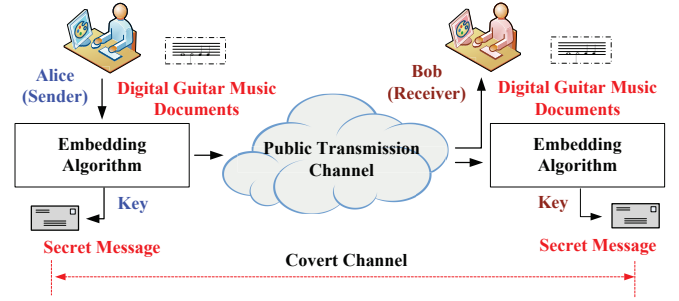 Alice
(Sender)
Digital Guitar Music
Documents
Embedding
Algorithm
Key
Secret Message
Public Transmission
Channel
Covert Channel
Bob
(Receiver)
Digital Guitar Music
Documents
Embedding
Algorithm
Key
Secret Message